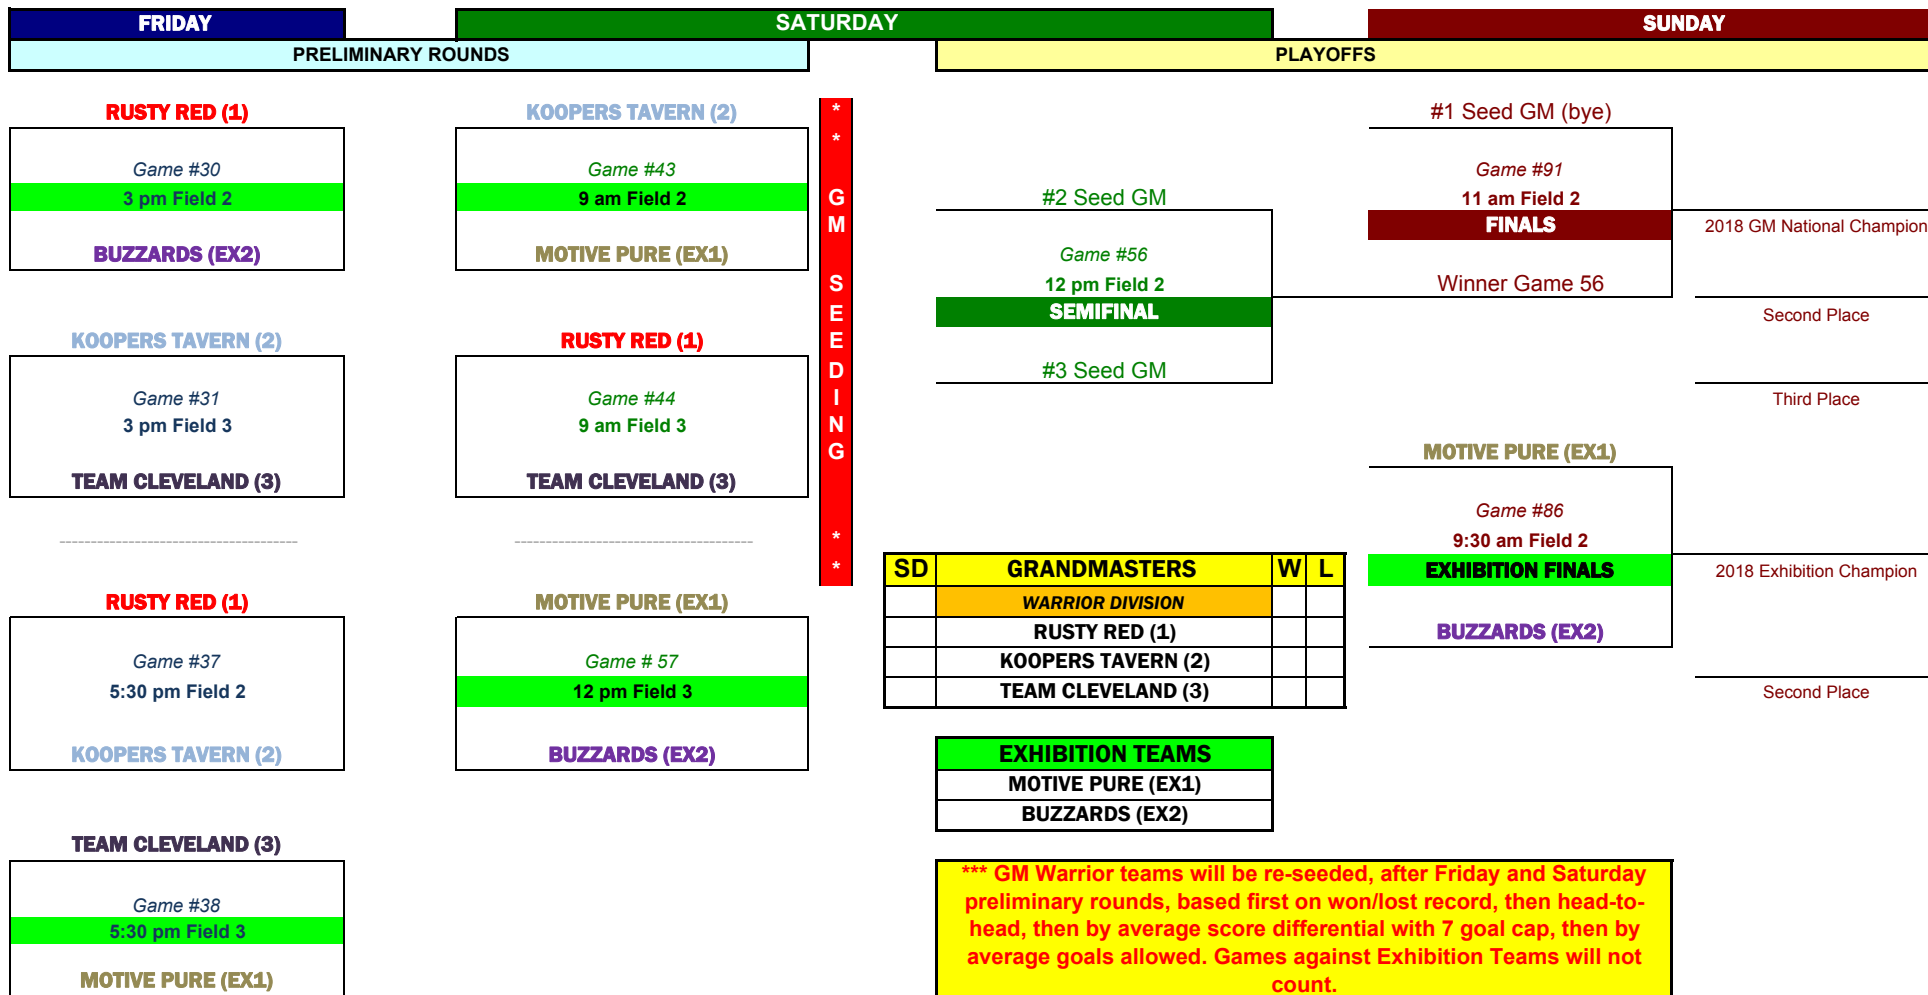 FRIDAY
SATURDAY
SUNDAY
PRELIMINARY ROUNDS
PLAYOFFS
RUSTY RED (1)
Game #30
3 pm Field 2
BUZZARDS (EX2)
KOOPERS TAVERN (2)
Game #31
3 pm Field 3
TEAM CLEVELAND (3)
--------------------------------------
RUSTY RED (1)
Game #37
5:30 pm Field 2
KOOPERS TAVERN (2)
TEAM CLEVELAND (3)
Game #38
5:30 pm Field 3
MOTIVE PURE (EX1)
KOOPERS TAVERN (2)
Game #43
9 am Field 2
MOTIVE PURE (EX1)
RUSTY RED (1)
Game #44
9 am Field 3
TEAM CLEVELAND (3)
--------------------------------------
MOTIVE PURE (EX1)
Game # 57
12 pm Field 3
BUZZARDS (EX2)
* * GM SEEDING * *
#2 Seed GM
Game #56
12 pm Field 2
SEMIFINAL
#3 Seed GM
#1 Seed GM (bye)
Game #91
11 am Field 2
FINALS
Winner Game 56
2018 GM National Champion
Second Place
Third Place
MOTIVE PURE (EX1)
Game #86
9:30 am Field 2
EXHIBITION FINALS
BUZZARDS (EX2)
2018 Exhibition Champion
Second Place
SD GRANDMASTERS W L
WARRIOR DIVISION
RUSTY RED (1)
KOOPERS TAVERN (2)
TEAM CLEVELAND (3)
EXHIBITION TEAMS
MOTIVE PURE (EX1)
BUZZARDS (EX2)
*** GM Warrior teams will be re-seeded, after Friday and Saturday
preliminary rounds, based first on won/lost record, then head-to-
head, then by average score differential with 7 goal cap, then by
average goals allowed. Games against Exhibition Teams will not
count.